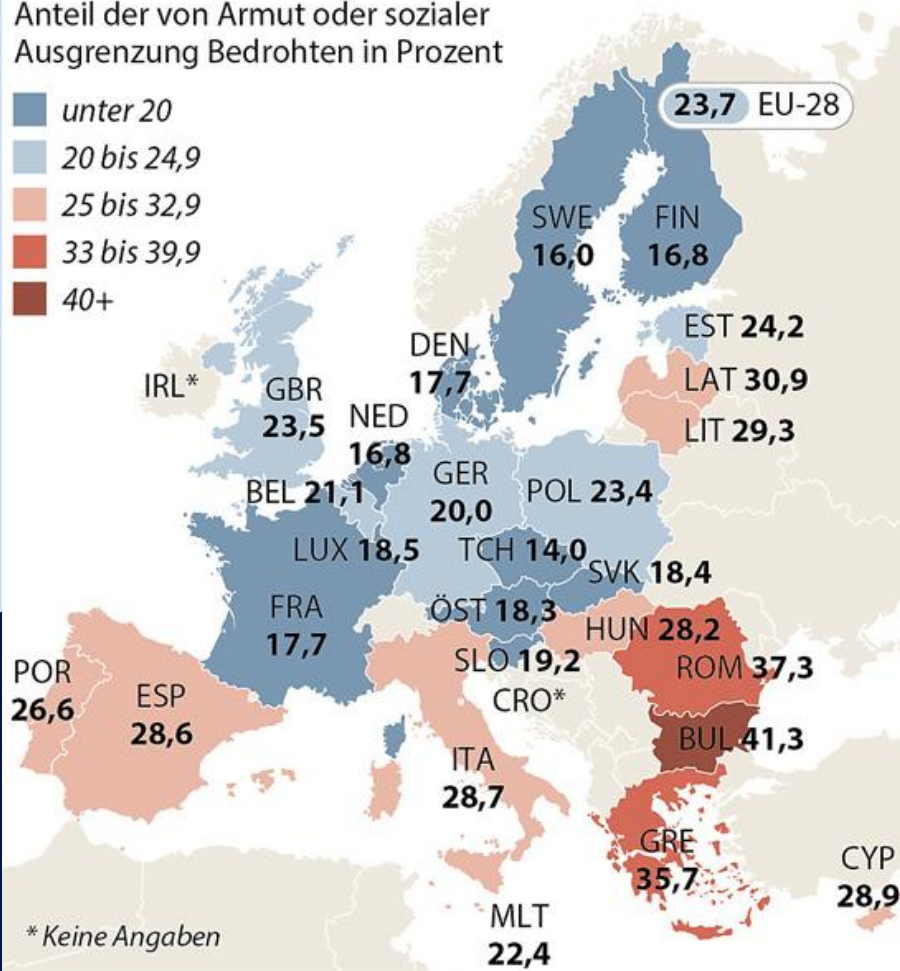 Anteil der von Armut oder sozialer
Ausgrenzung Bedrohten in Prozent
unter 20
20 bis 24,9
25 bis 32,9
33 bis 39,9
40+
23,7 EU-28
SWE
16,0
FIN
16,8
EST 24,2
LAT 30,9
LIT 29,3
DEN
17,7
IRL*
GBR
23,5
NED
16,8
BEL 21,1
GER
20,0
POL 23,4
LUX 18,5
TCH 14,0
SVK 18,4
FRA
17,7
ÖST 18,3
HUN 28,2
SLO 19,2
ROM 37,3
CRO*
POR
26,6
ESP
28,6
BUL 41,3
ITA
28,7
GRE
35,7
CYP
28,9
MLT
22,4
* Keine Angaben